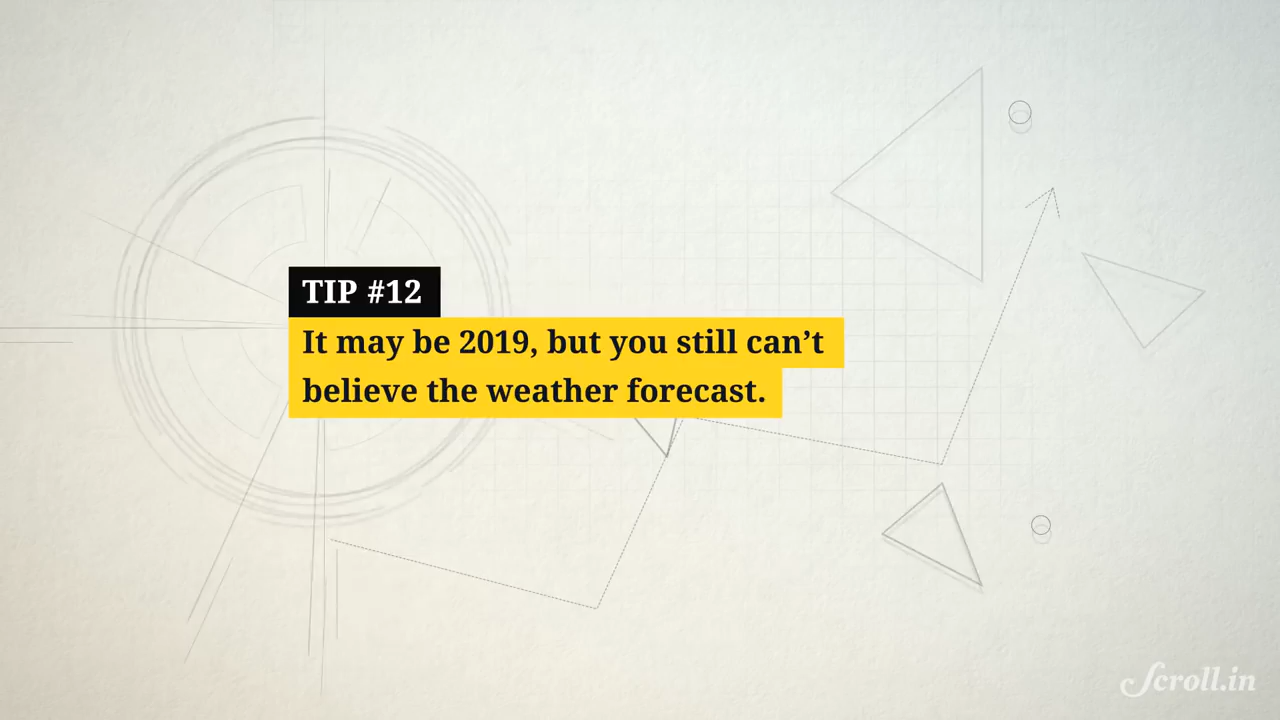 TIP #12
It may be 2019, but you still can’t
believe the weather forecast.
Scroll.in